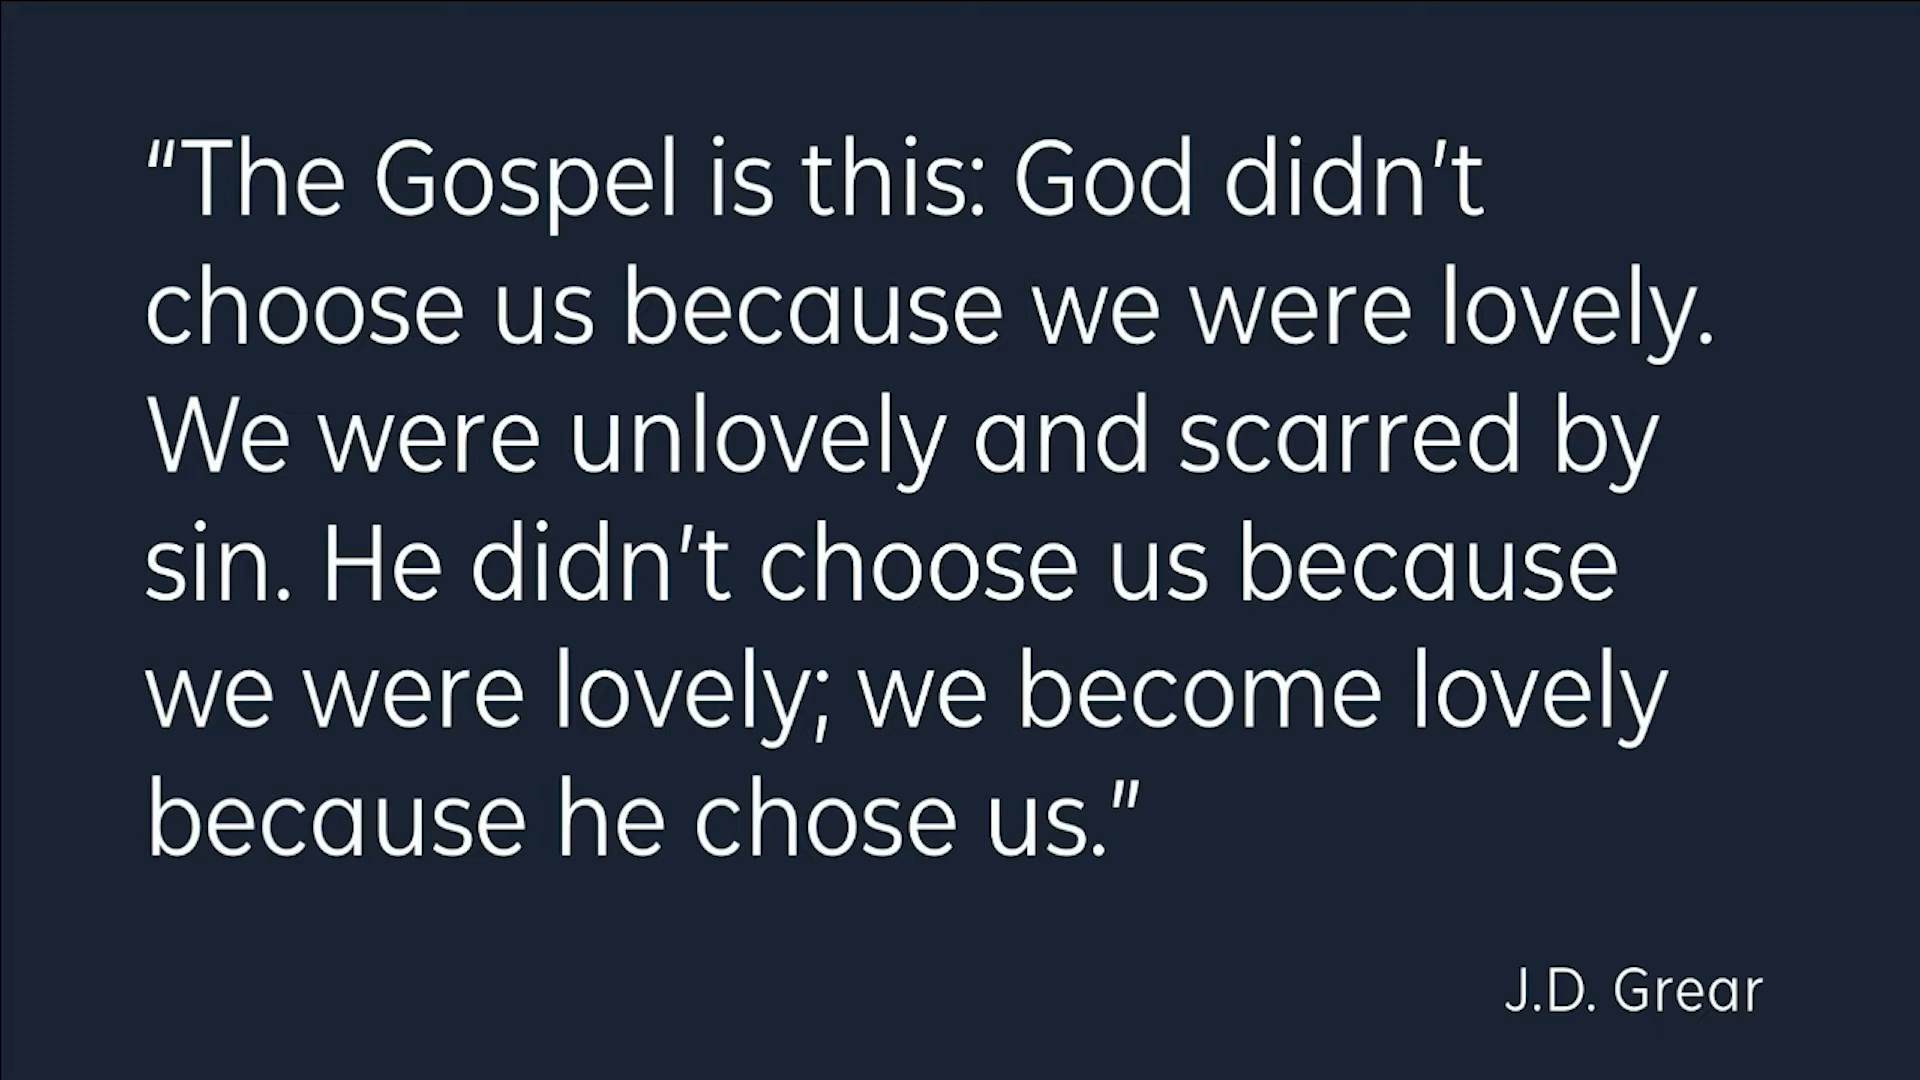 “The Gospel is this: God didn’t
choose us because we were lovely.
We were unlovely and scarred by
sin. He didn’t choose us because
we were lovely; we become lovely
because he chose us.”
J.D. Grear